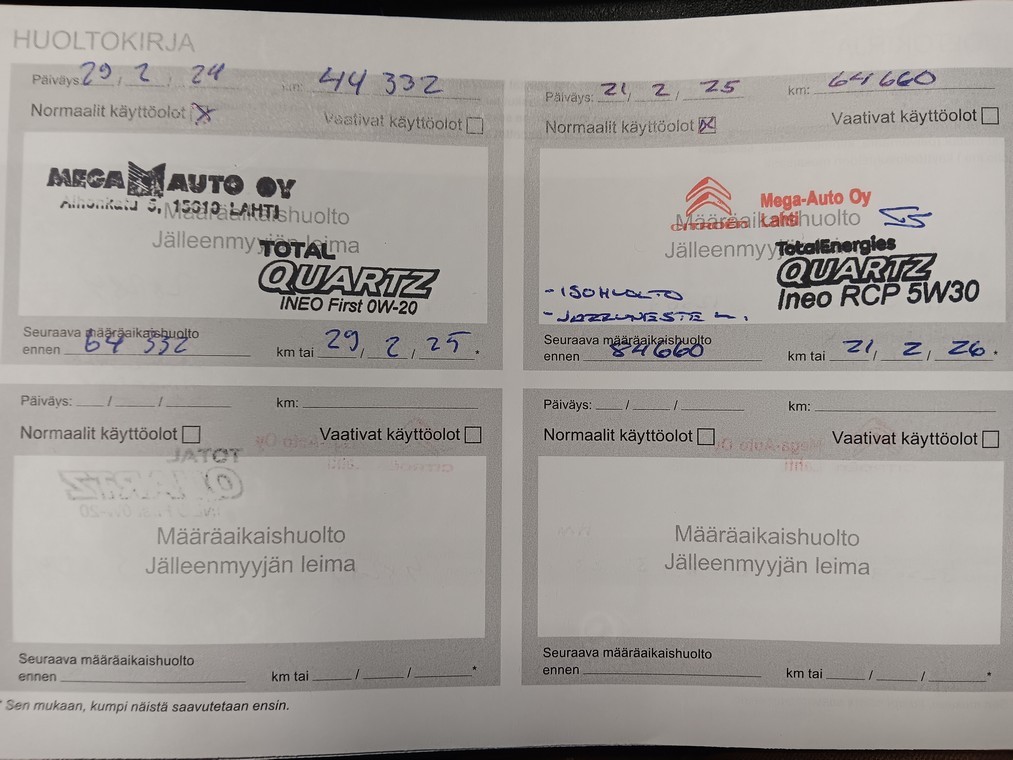 HUOLTOKIRJA
Päiväys: 29 / 2 / 24 km: 44 332
Normaalit käyttöolot Vaativat käyttöolot
MEGA AUTO OY
5, 15610 LAHTI
Määräaikaishuolto
Jälleenmyyjän leima
TOTAL
QUARTZ
INEO First 0W-20
Seuraava määräaikaishuolto
ennen 64 332 km tai 29 / 2 / 25 *
Päiväys: 21 / 2 / 25 km: 64660
Normaalit käyttöolot Vaativat käyttöolot
CITROËN
Mega-Auto Oy
Lahti
Määräaikaishuolto
Jälleenmyyjän leima
TotalEnergies
QUARTZ
Ineo RCP 5W30
- ISOHUOLTO
- JARRUNESTE
Seuraava määräaikaishuolto
ennen 84660 km tai 21 / 2 / 26 *
Päiväys: / / km:
Normaalit käyttöolot Vaativat käyttöolot
Määräaikaishuolto
Jälleenmyyjän leima
Seuraava määräaikaishuolto
ennen km tai / / *
Päiväys: / / km:
Normaalit käyttöolot Vaativat käyttöolot
Määräaikaishuolto
Jälleenmyyjän leima
Seuraava määräaikaishuolto
ennen km tai / / *
* Sen mukaan, kumpi näistä saavutetaan ensin.